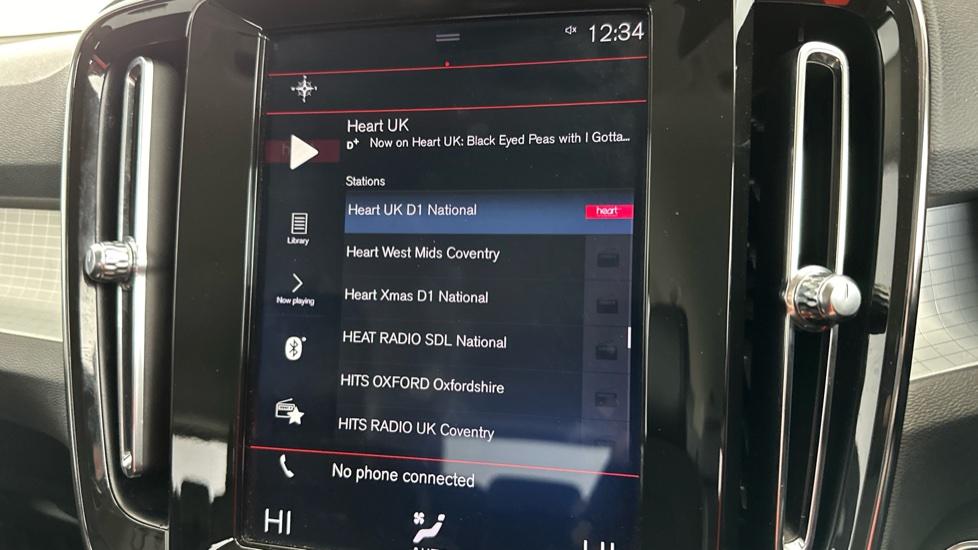 12:34
Heart UK
D+ Now on Heart UK: Black Eyed Peas with I Gotta...
Stations
Heart UK D1 National
heart
Library
Heart West Mids Coventry
Now playing
Heart Xmas D1 National
HEAT RADIO SDL National
HITS OXFORD Oxfordshire
HITS RADIO UK Coventry
No phone connected
HI